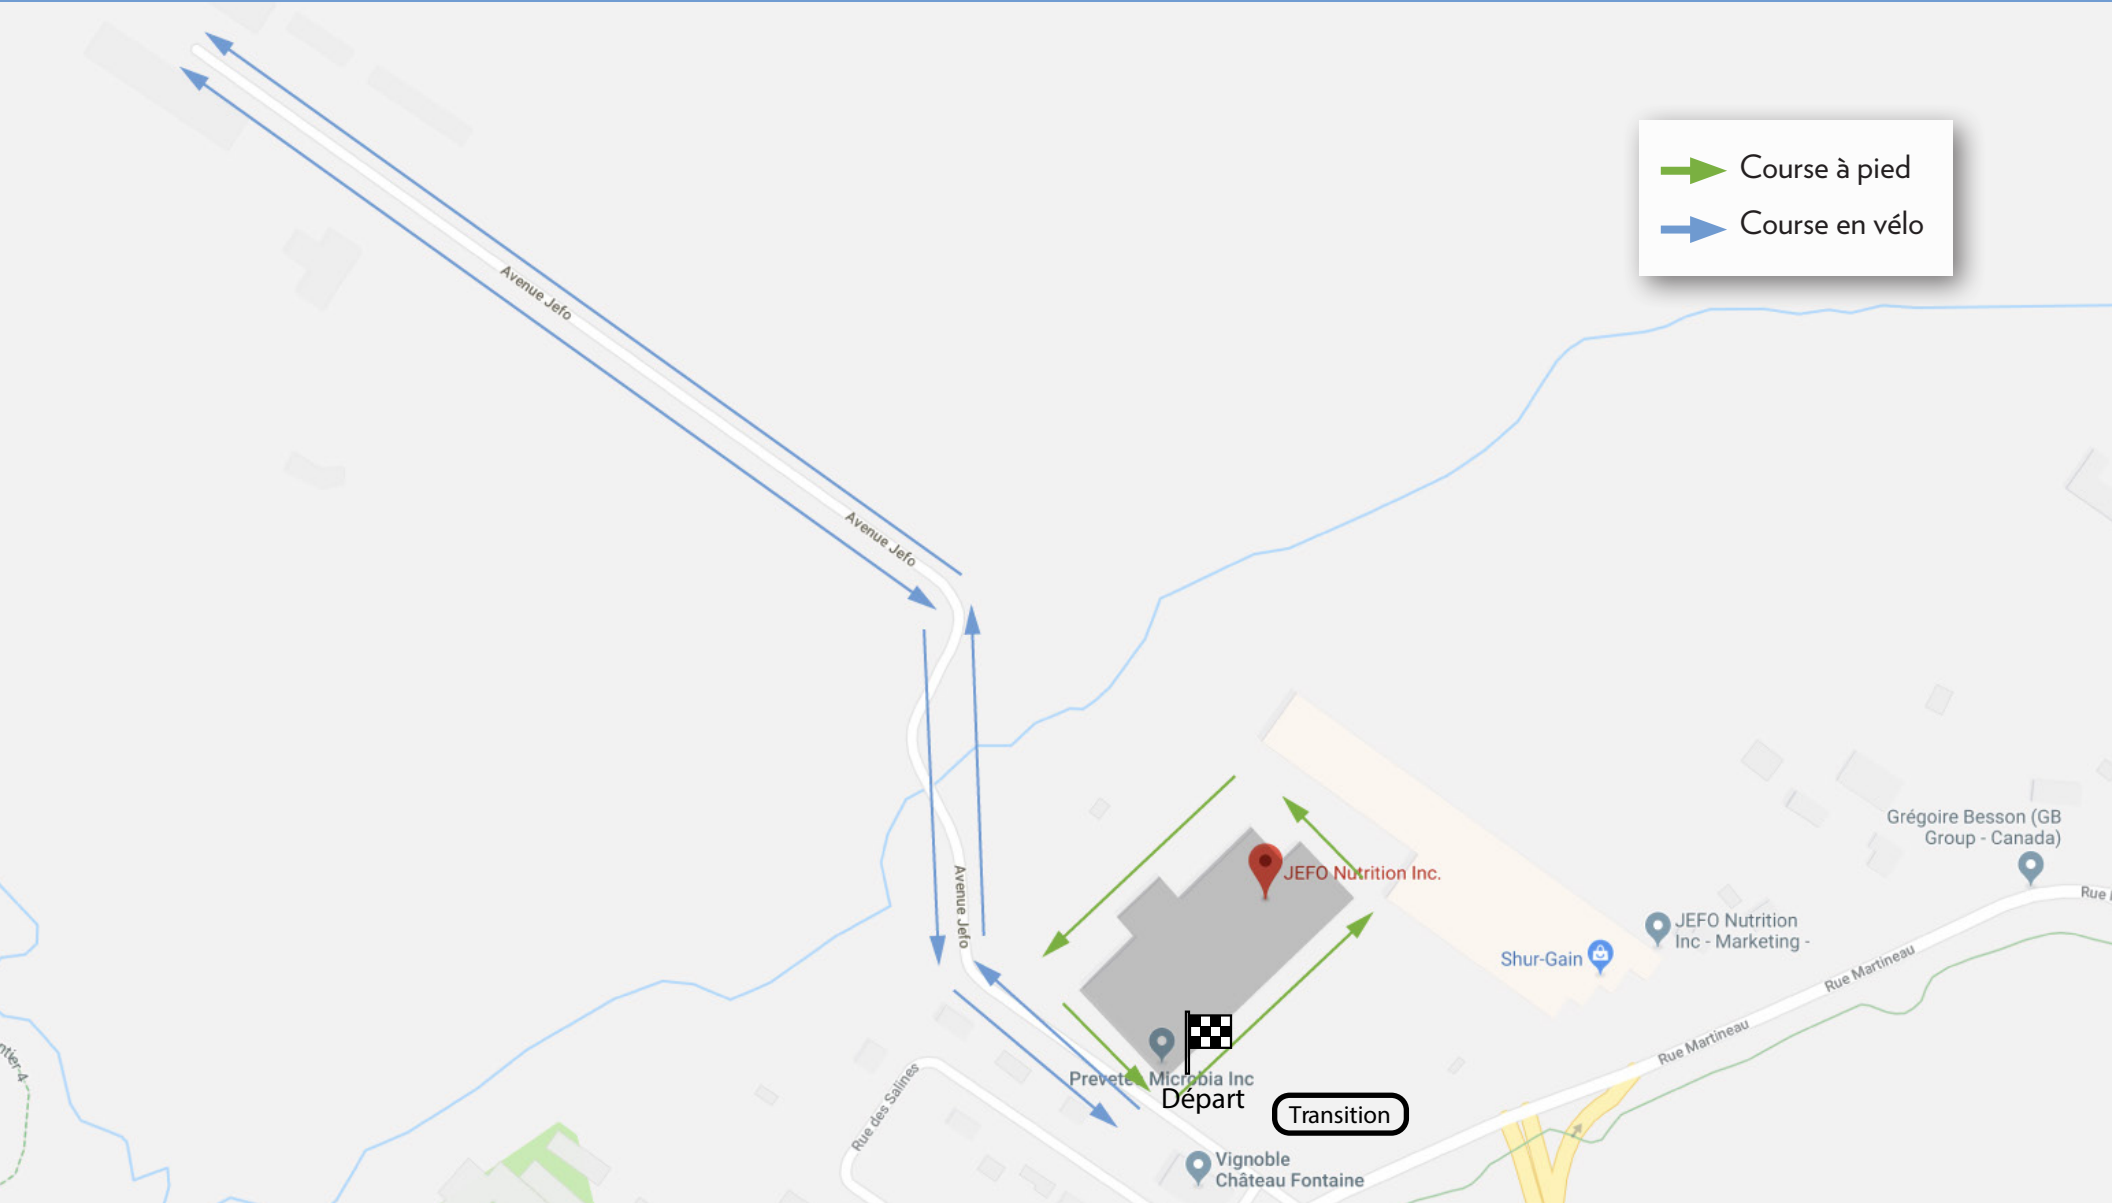 Course à pied
Course en vélo
Avenue Jefo
Avenue Jefo
Avenue Jefo
JEFO Nutrition Inc.
Grégoire Besson (GB
Group - Canada)
Rue
JEFO Nutrition
Inc - Marketing -
Shur-Gain
Rue Martineau
Rue Martineau
Microbia Inc
Départ
Transition
Rue des Salines
Vignoble
Château Fontaine